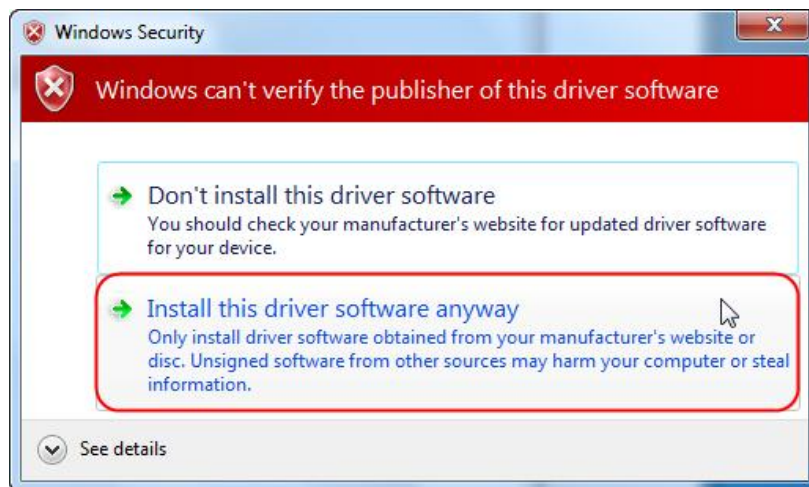 Windows Security
Windows can't verify the publisher of this driver software
Don't install this driver software
You should check your manufacturer's website for updated driver software
for your device.
Install this driver software anyway
Only install driver software obtained from your manufacturer's website or
disc. Unsigned software from other sources may harm your computer or steal
information.
See details